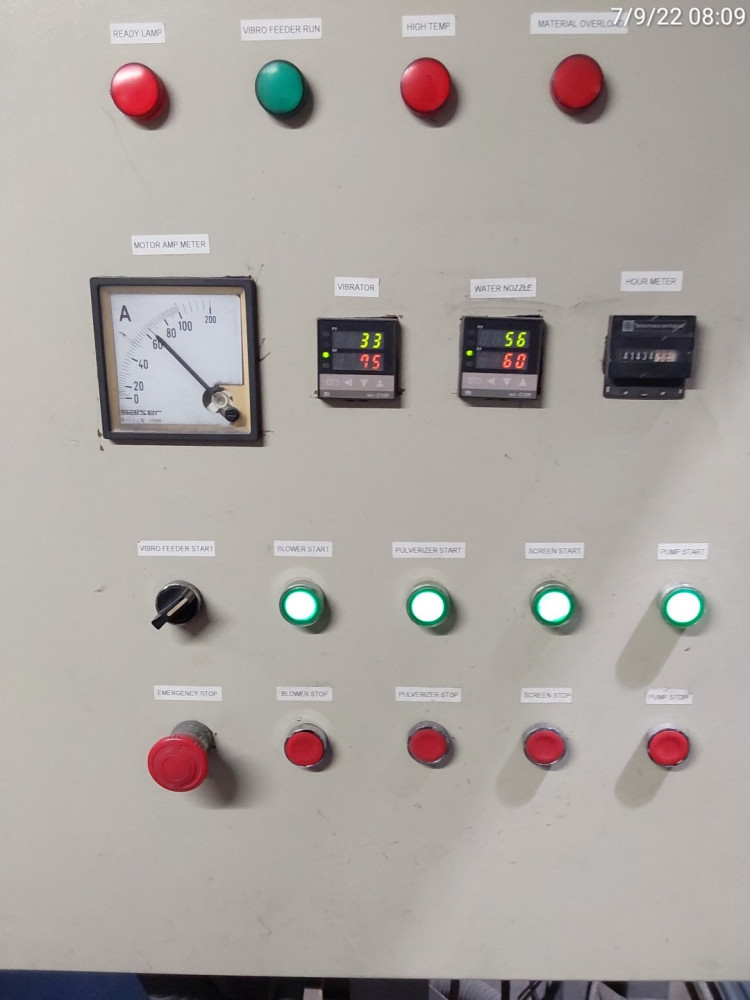 7/9/22 08:09
READY LAMP
VIBRO FEEDER RUN
HIGH TEMP
MATERIAL
MOTOR AMP METER
VIBRATOR
WATER NOZZLE
HOUR METER
A
200
100
80
60
40
20
0
PV
33
75
56
60
Telemecanique
VIBRO FEEDER START
BLOWER START
PULVERIZER START
SCREEN START
PUMP START
EMERGENCY STOP
BLOWER STOP
PULVERIZER STOP
SCREEN STOP
PUMP STOP